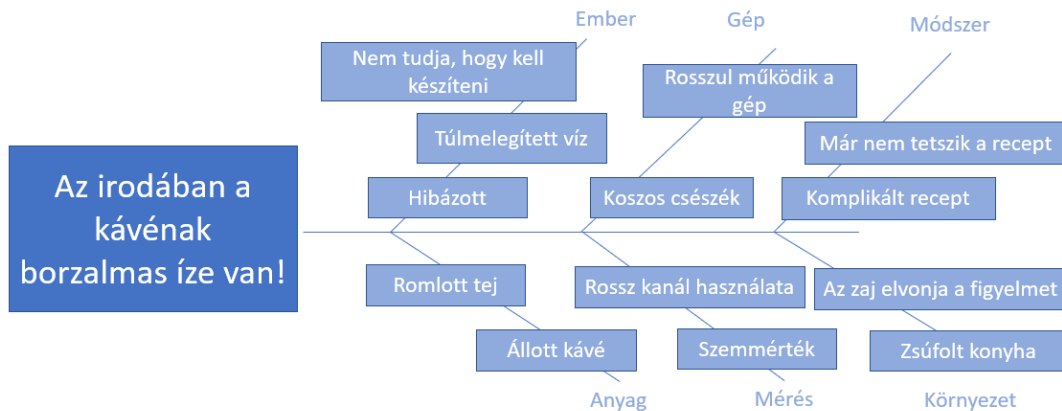 Ember
Gép
Módszer
Nem tudja, hogy kell
készíteni
Rosszul működik a
gép
Túlmelegített víz
Már nem tetszik a recept
Az irodában a
kávénak
borzalmas íze van!
Hibázott
Koszos csészék
Komplikált recept
Romlott tej
Rossz kanál használata
Az zaj elvonja a figyelmet
Állott kávé
Szemmérték
Zsúfolt konyha
Anyag
Mérés
Környezet